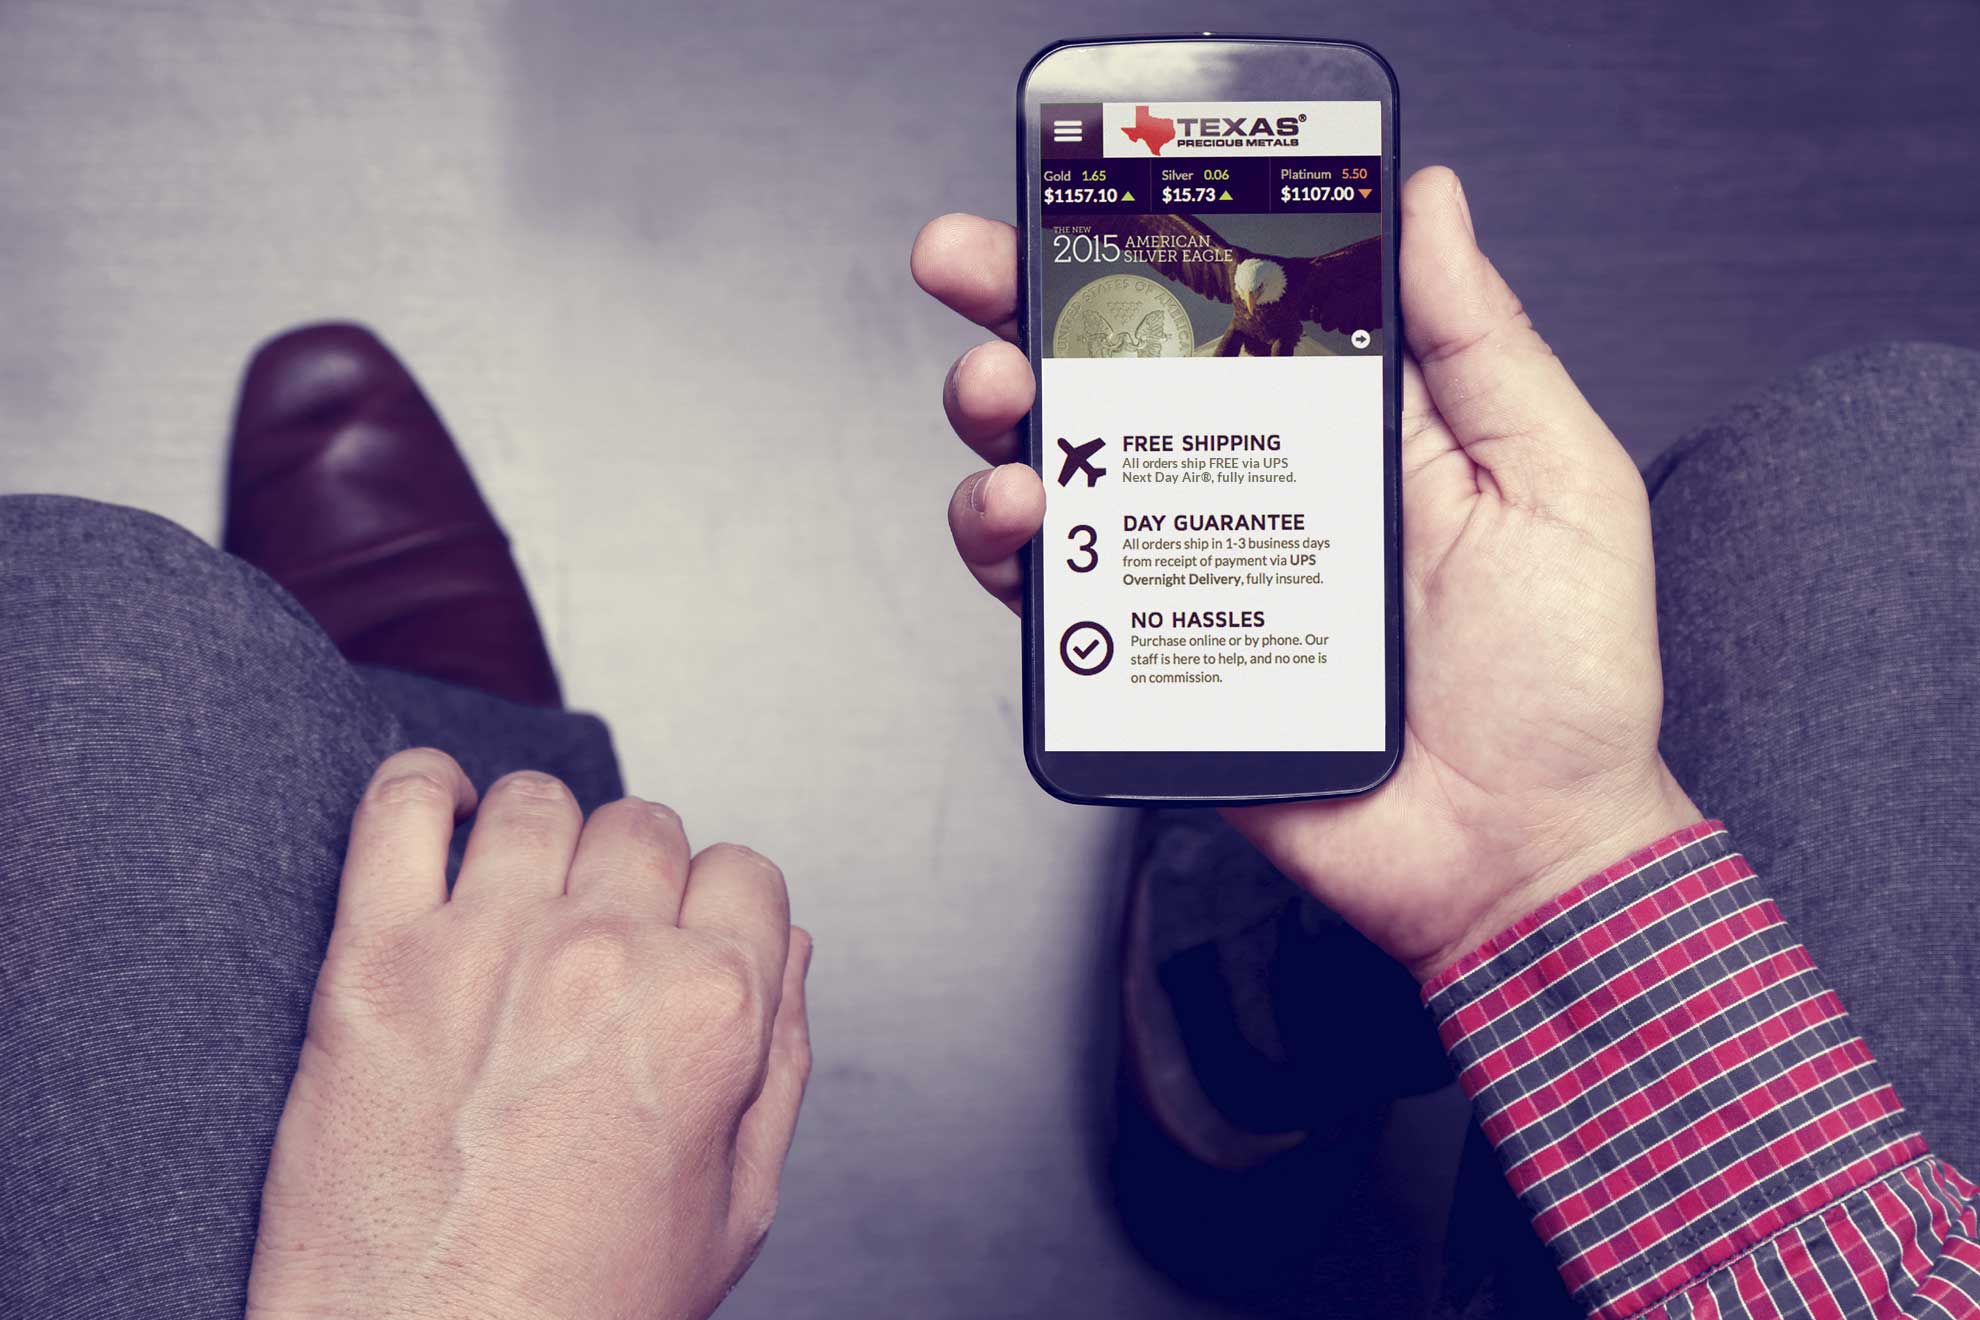 TEXAS®
PRECIOUS METALS
Gold 1.65
$1157.10
Silver 0.06
$15.73
Platinum 5.50
$1107.00
THE NEW
2015 AMERICAN
SILVER EAGLE
UNITED STATES OF AMERICA
FREE SHIPPING
All orders ship FREE via UPS
Next Day Air®, fully insured.
3
DAY GUARANTEE
All orders ship in 1-3 business days
from receipt of payment via UPS
Overnight Delivery, fully insured.
NO HASSLES
Purchase online or by phone. Our
staff is here to help, and no one is
on commission.